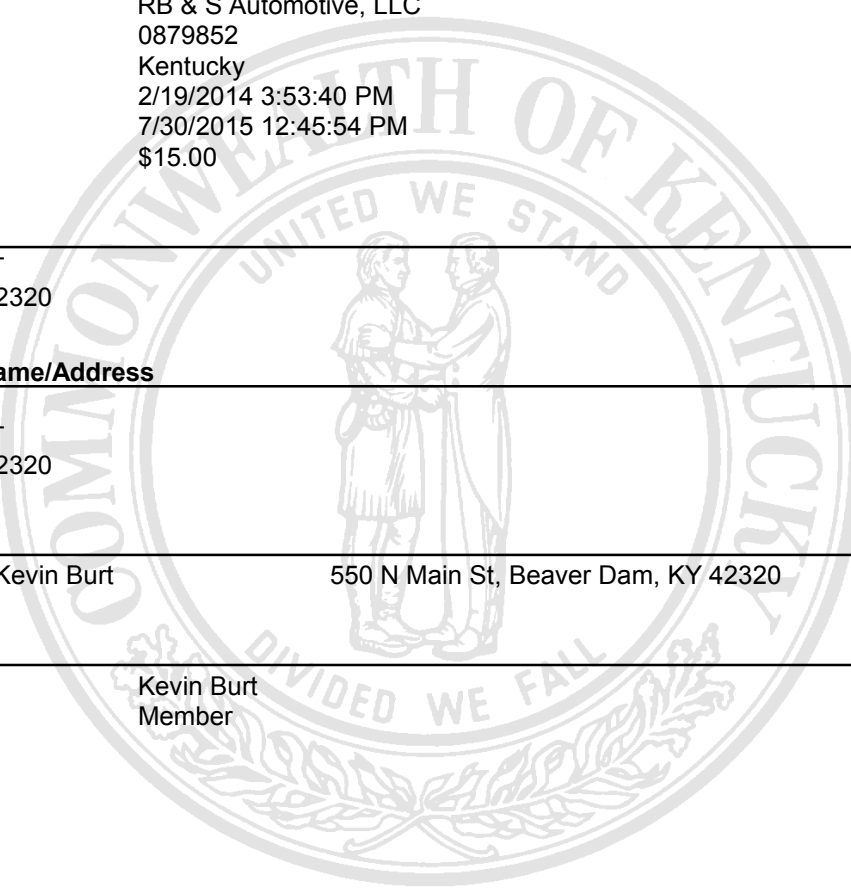 RB & S Automotive, LLC
0879852
Kentucky
2/19/2014 3:53:40 PM
7/30/2015 12:45:54 PM
$15.00
2320
ame/Address
2320
Kevin Burt 550 N Main St, Beaver Dam, KY 42320
Kevin Burt
Member
COMMONWEALTH OF KENTUCKY
UNITED WE STAND
DIVIDED WE FALL